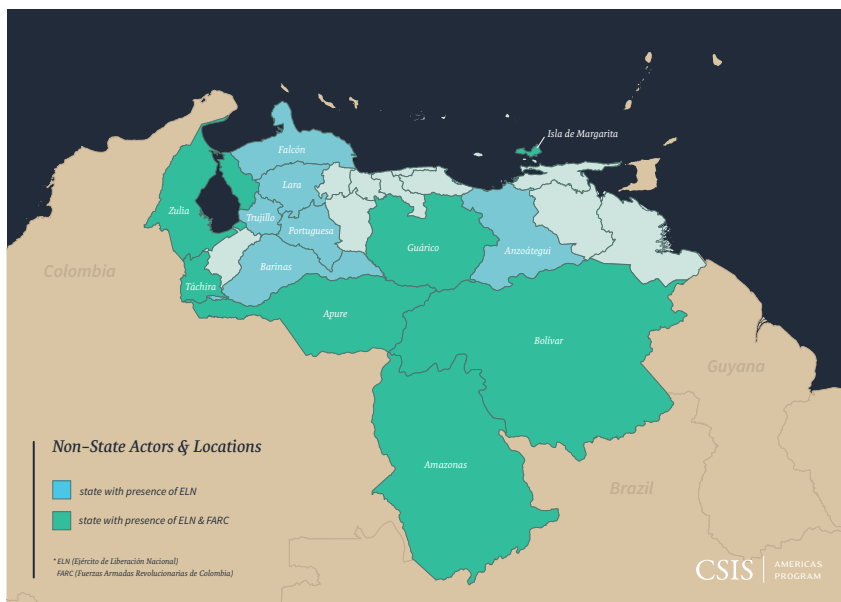 Isla de Margarita
Falcón
Lara
Zulia
Trujillo
Portuguesa
Guárico
Anzoátegui
Barinas
Colombia
Táchira
Apure
Bolívar
Guyana
Non-State Actors & Locations
Amazonas
state with presence of ELN
Brazil
state with presence of ELN & FARC
* ELN (Ejército de Liberación Nacional)
FARC (Fuerzas Armadas Revolucionarias de Colombia)
CSIS
AMERICAS
PROGRAM